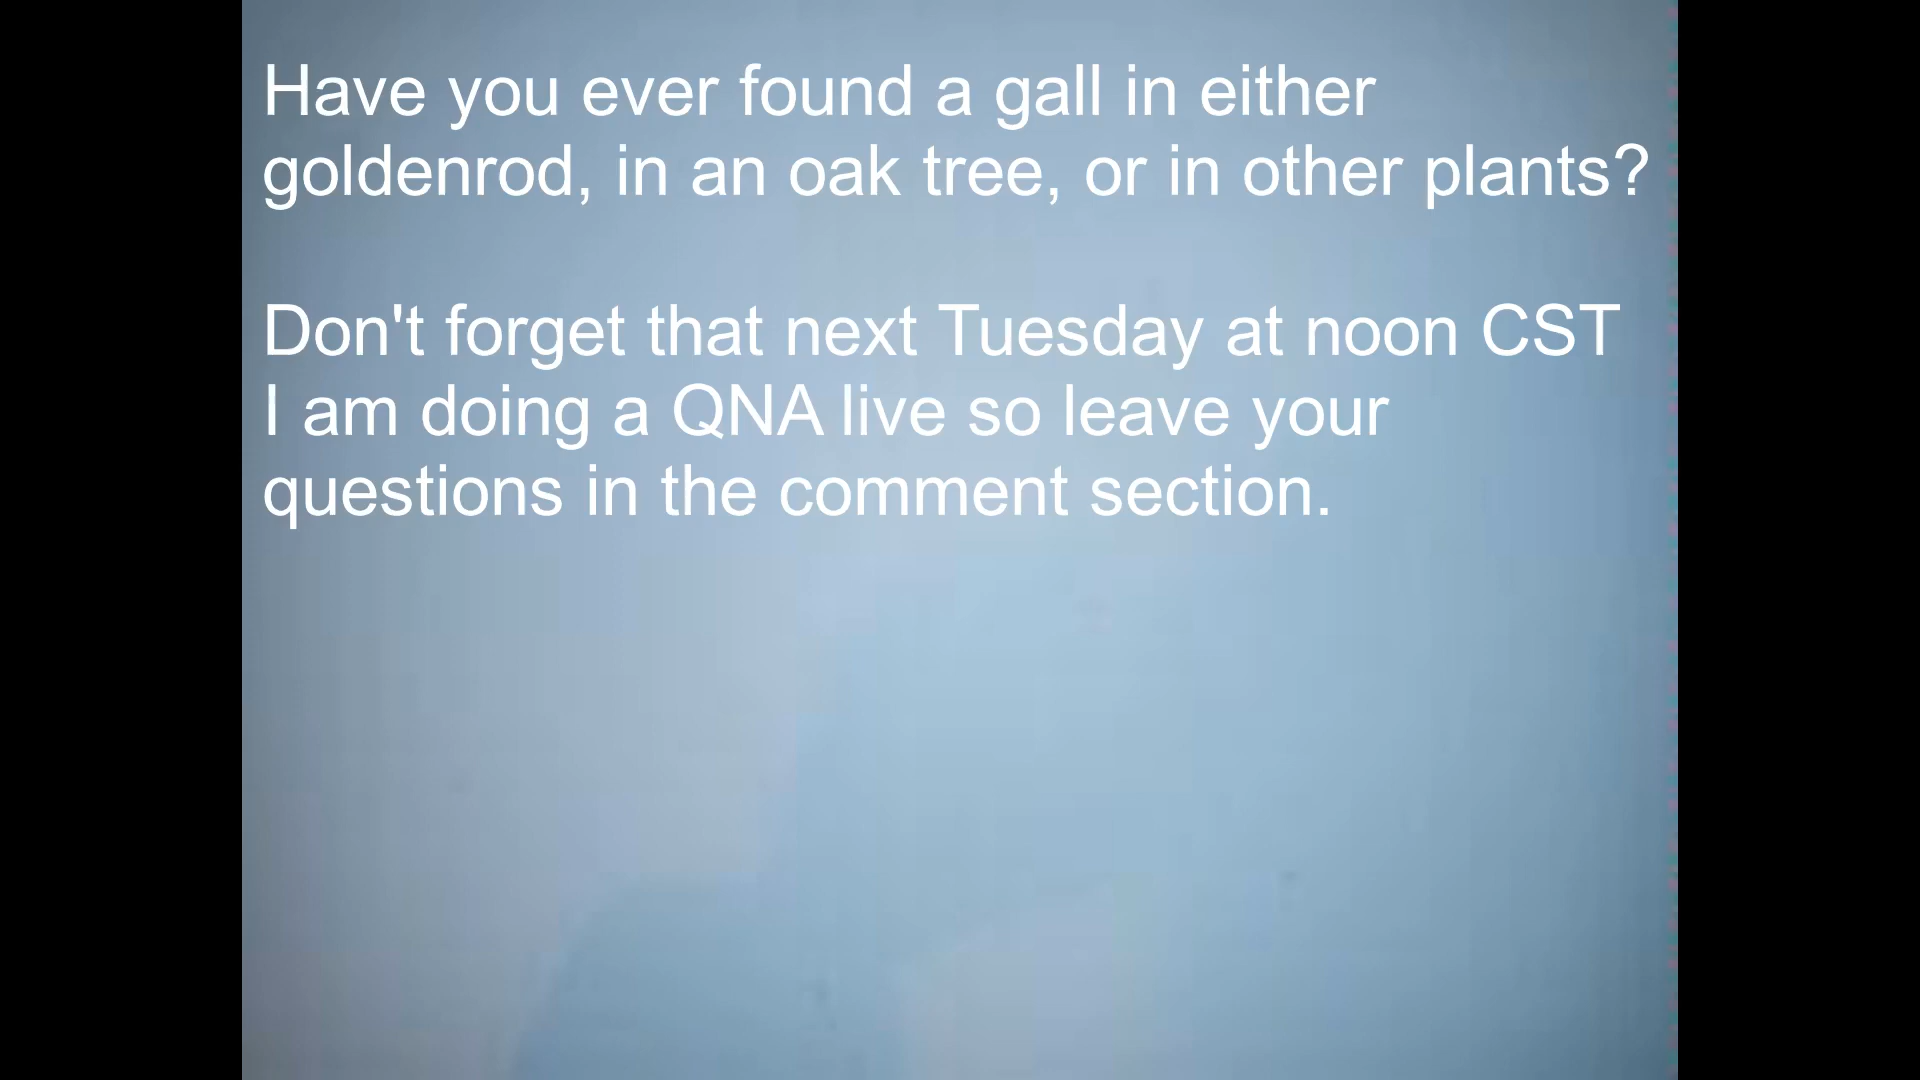 Have you ever found a gall in either
goldenrod, in an oak tree, or in other plants?
Don't forget that next Tuesday at noon CST
I am doing a QNA live so leave your
questions in the comment section.